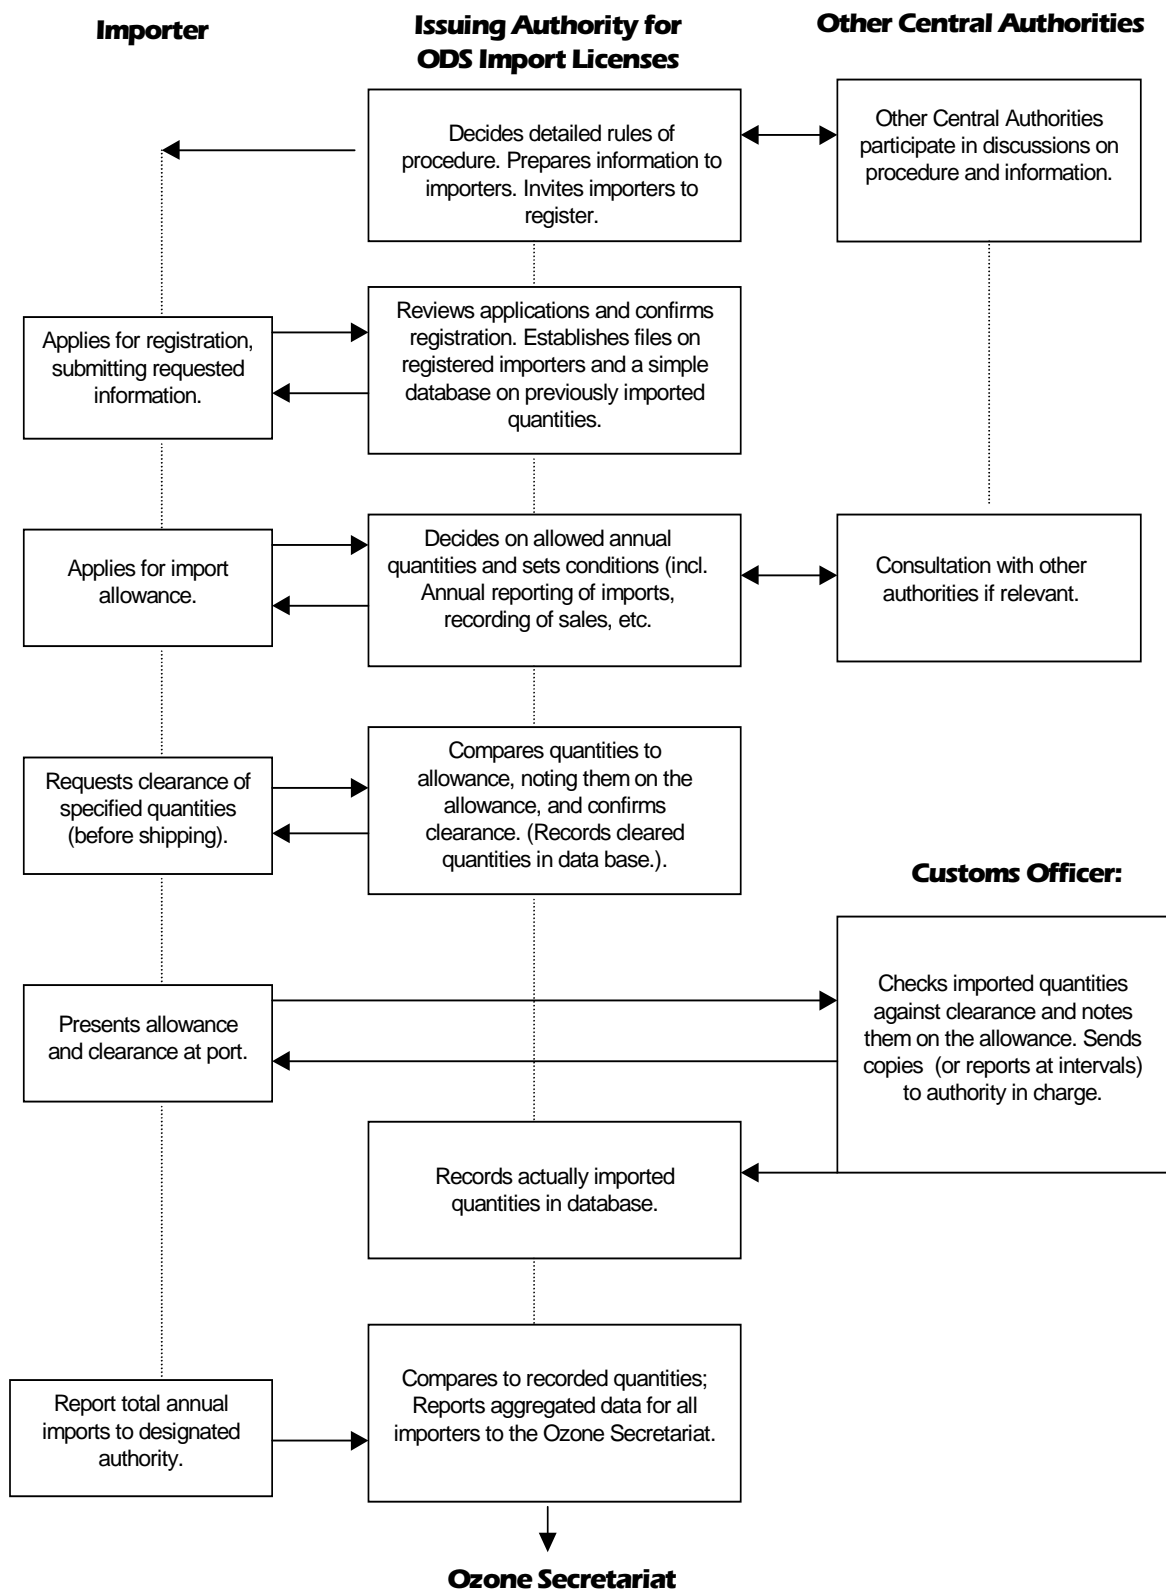 Importer
Issuing Authority for
ODS Import Licenses
Other Central Authorities
Decides detailed rules of
procedure. Prepares information to
importers. Invites importers to
register.
Other Central Authorities
participate in discussions on
procedure and information.
Applies for registration,
submitting requested
information.
Reviews applications and confirms
registration. Establishes files on
registered importers and a simple
database on previously imported
quantities.
Applies for import
allowance.
Decides on allowed annual
quantities and sets conditions (incl.
Annual reporting of imports,
recording of sales, etc.
Consultation with other
authorities if relevant.
Requests clearance of
specified quantities
(before shipping).
Compares quantities to
allowance, noting them on the
allowance, and confirms
clearance. (Records cleared
quantities in data base.).
Customs Officer:
Presents allowance
and clearance at port.
Checks imported quantities
against clearance and notes
them on the allowance. Sends
copies (or reports at intervals)
to authority in charge.
Records actually imported
quantities in database.
Report total annual
imports to designated
authority.
Compares to recorded quantities;
Reports aggregated data for all
importers to the Ozone Secretariat.
Ozone Secretariat